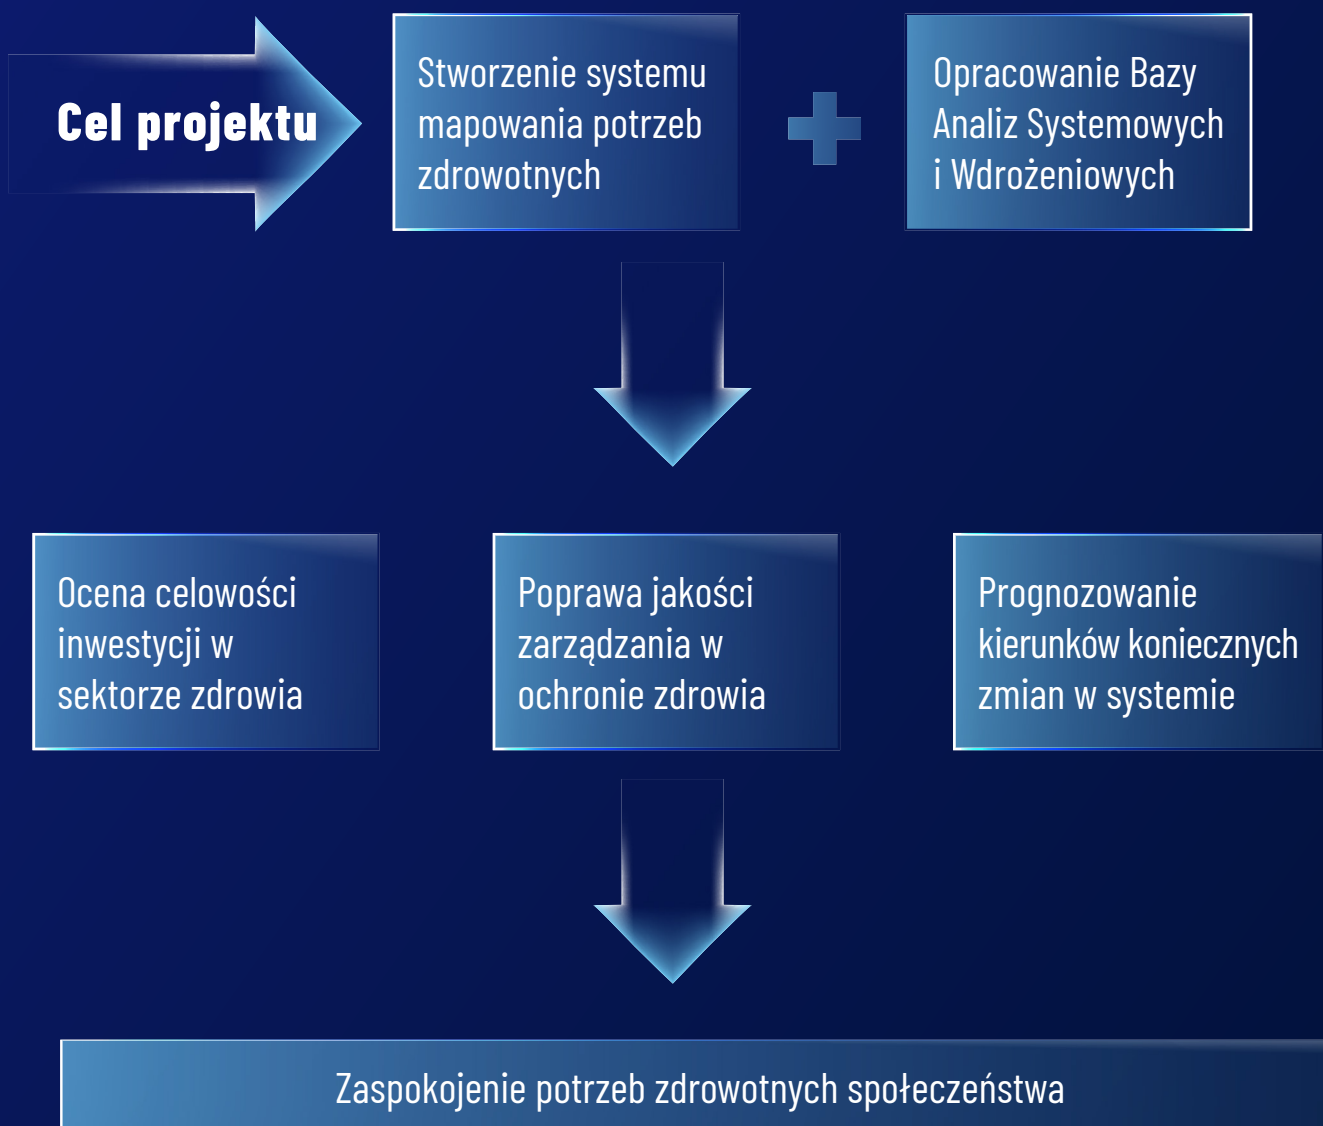 Cel projektu
Stworzenie systemu
mapowania potrzeb
zdrowotnych
Opracowanie Bazy
Analiz Systemowych
i Wdrożeniowych
Ocena celowości
inwestycji w
sektorze zdrowia
Poprawa jakości
zarządzania w
ochronie zdrowia
Prognozowanie
kierunków koniecznych
zmian w systemie
Zaspokojenie potrzeb zdrowotnych społeczeństwa